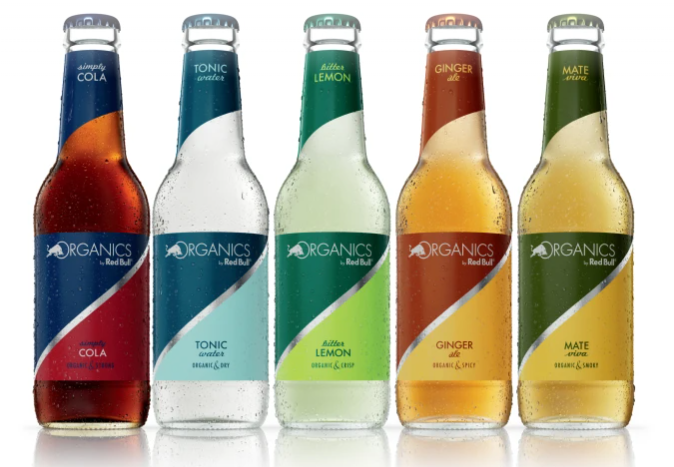 simply
COLA
TONIC
water
bitter
LEMON
GINGER
ale
MATE
viva
ORGANICS
by Red Bull
ORGANICS
by Red Bull
ORGANICS
by Red Bull
ORGANICS
by Red Bull
ORGANICS
by Red Bull
simply
COLA
ORGANIC & STRONG
TONIC
water
ORGANIC & DRY
bitter
LEMON
ORGANIC & CRISP
GINGER
ale
ORGANIC & SPICY
MATE
viva
ORGANIC & SMOKY